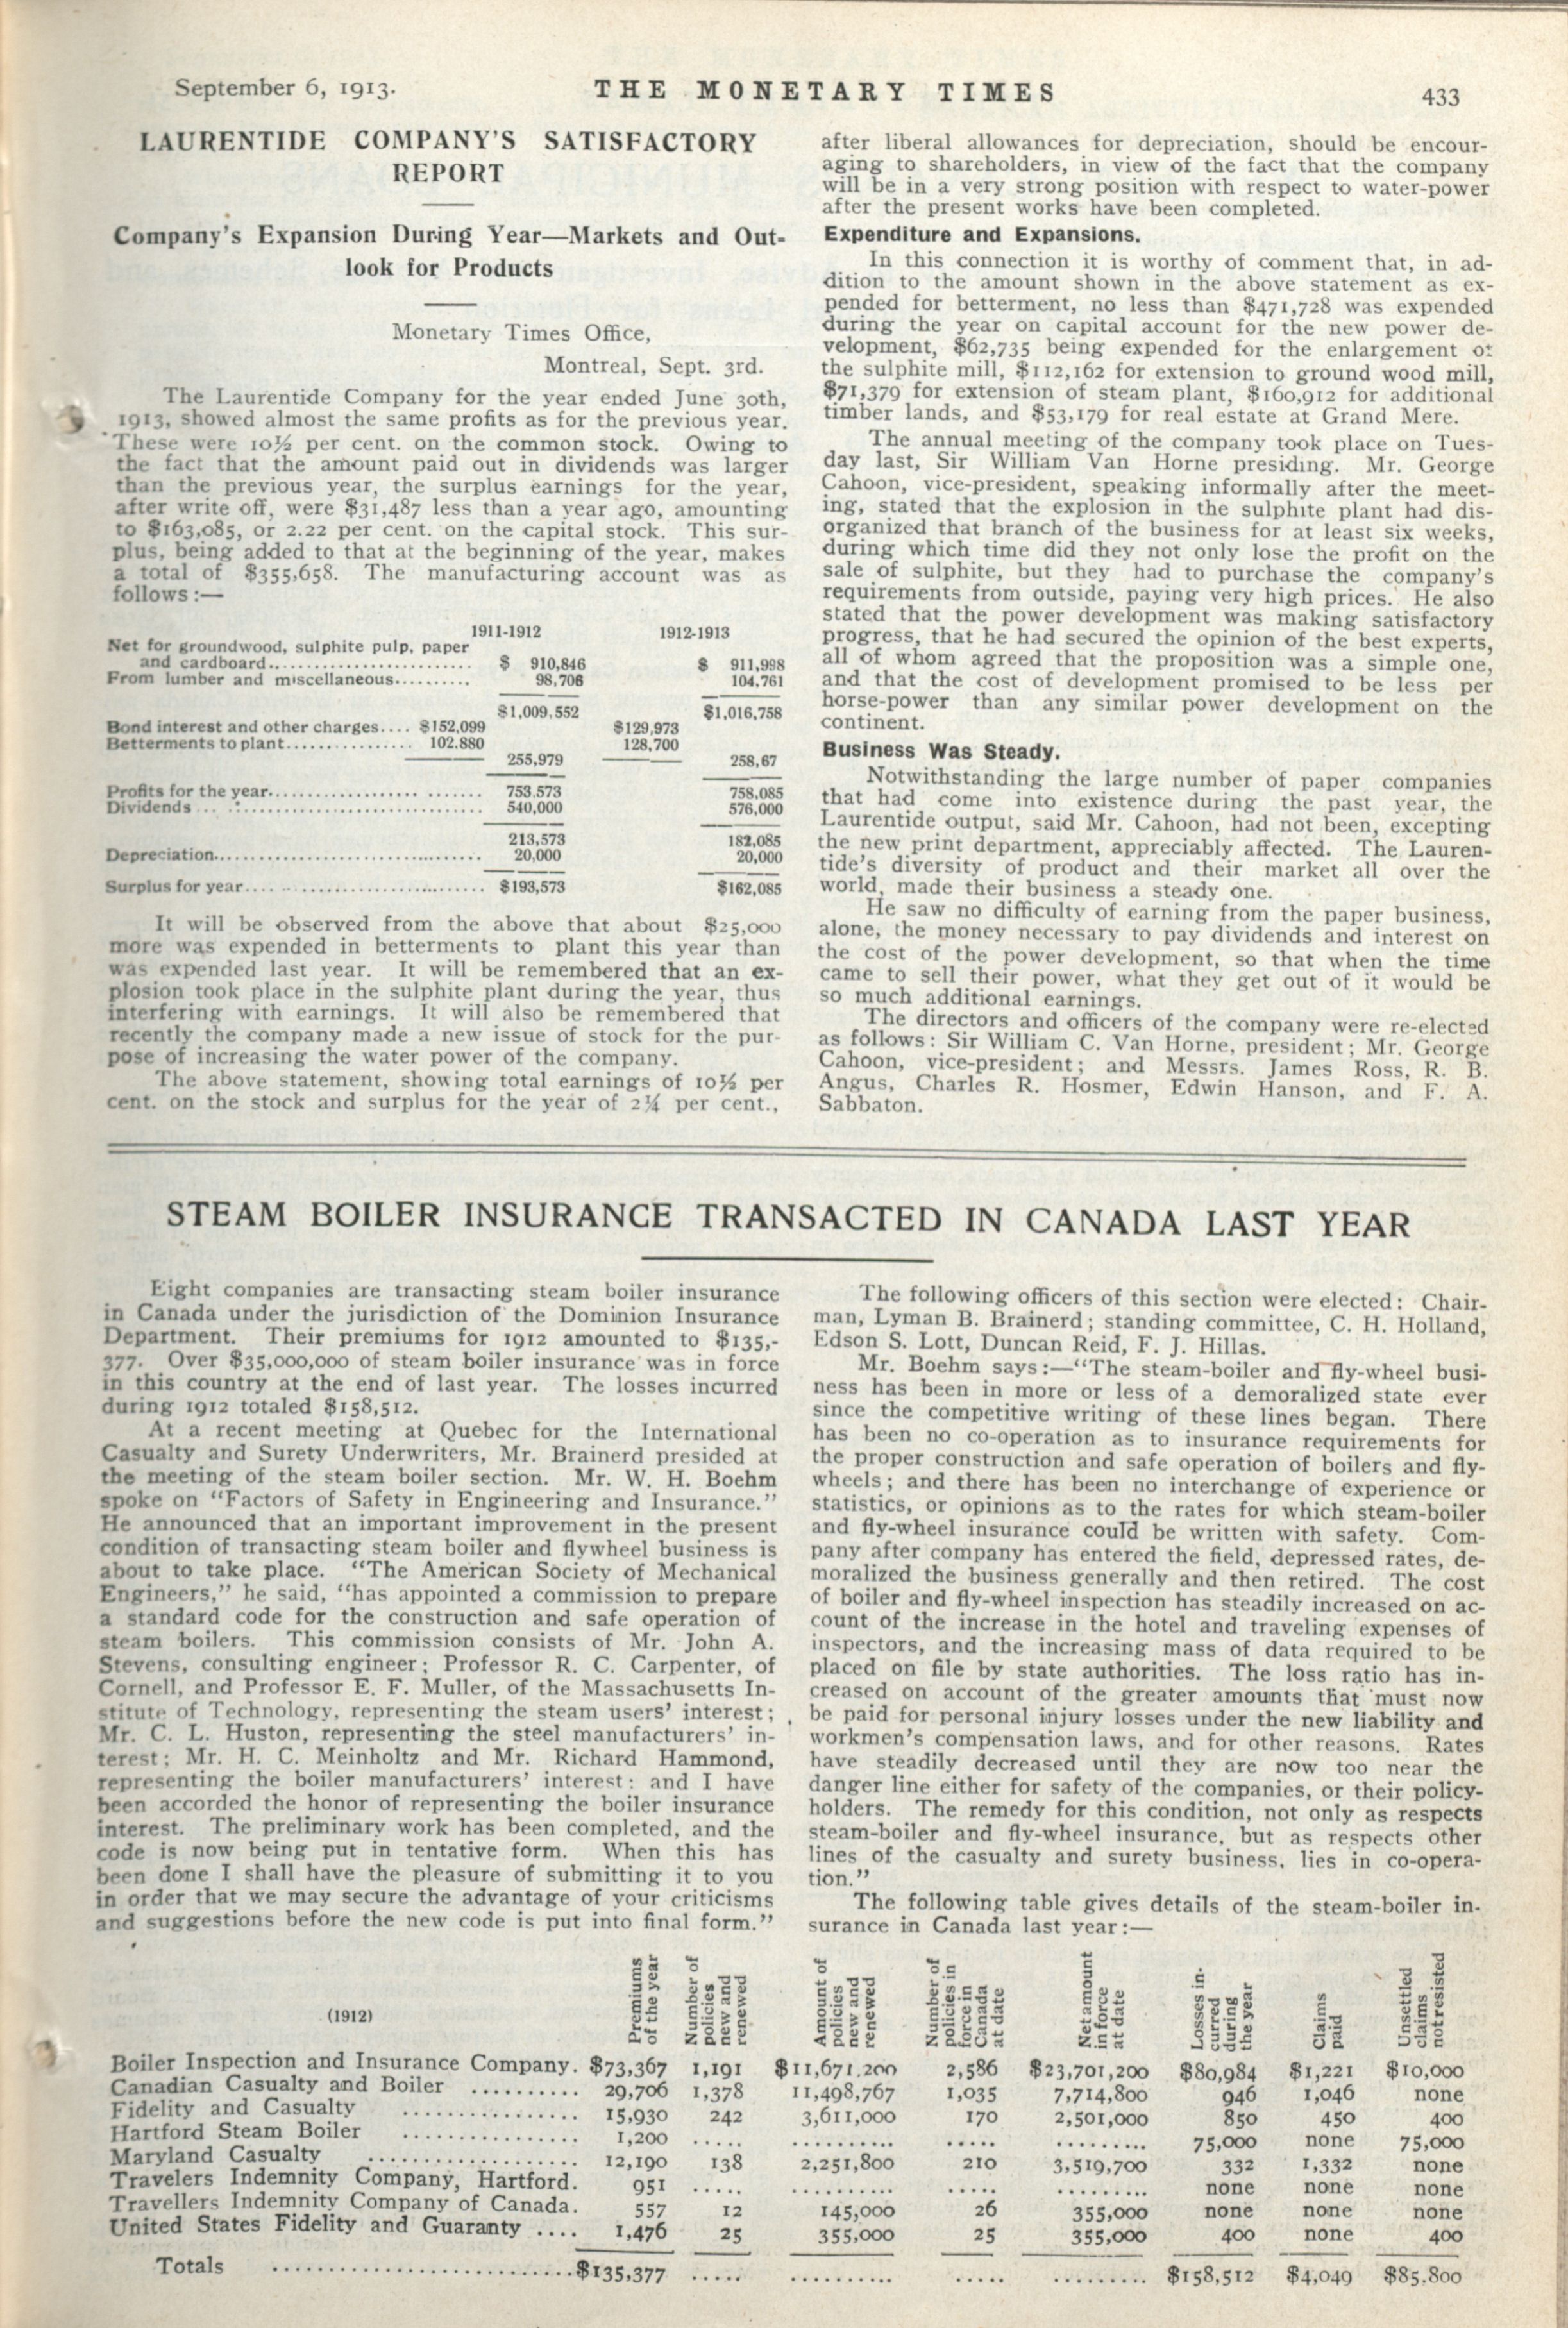 September 6, 1913.
THE MONETARY TIMES
433
LAURENTIDE COMPANY'S SATISFACTORY
REPORT
Company's Expansion During Year—Markets and Out-
look for Products
Monetary Times Office,
Montreal, Sept. 3rd.
The Laurentide Company for the year ended June 30th,
1913, showed almost the same profits as for the previous year.
These were 10½ per cent. on the common stock. Owing to
the fact that the amount paid out in dividends was larger
than the previous year, the surplus earnings for the year,
after write off, were $31,487 less than a year ago, amounting
to $163,085, or 2.22 per cent. on the capital stock. This sur-
plus, being added to that at the beginning of the year, makes
a total of $355,658. The manufacturing account was as
follows:—
1911-1912 1912-1913
Net for groundwood, sulphite pulp, paper
and cardboard.......................... $ 910,846 $ 911,998
From lumber and miscellaneous.......... 98,706 104,761
$1,009,552 $1,016,758
Bond interest and other charges.... $152,099 $129,973
Betterments to plant................ 102,880 128,700
255,979 258,67
Profits for the year........................... 753,573 758,085
Dividends.................................. 540,000 576,000
213,573 182,085
Depreciation................................. 20,000 20,000
Surplus for year............................. $193,573 $162,085
It will be observed from the above that about $25,000
more was expended in betterments to plant this year than
was expended last year. It will be remembered that an ex-
plosion took place in the sulphite plant during the year, thus
interfering with earnings. It will also be remembered that
recently the company made a new issue of stock for the pur-
pose of increasing the water power of the company.
The above statement, showing total earnings of 10½ per
cent. on the stock and surplus for the year of 2¼ per cent.,
after liberal allowances for depreciation, should be encour-
aging to shareholders, in view of the fact that the company
will be in a very strong position with respect to water-power
after the present works have been completed.
Expenditure and Expansions.
In this connection it is worthy of comment that, in ad-
dition to the amount shown in the above statement as ex-
pended for betterment, no less than $471,728 was expended
during the year on capital account for the new power de-
velopment, $62,735 being expended for the enlargement of
the sulphite mill, $112,162 for extension to ground wood mill,
$71,379 for extension of steam plant, $160,912 for additional
timber lands, and $53,179 for real estate at Grand Mere.
The annual meeting of the company took place on Tues-
day last, Sir William Van Horne presiding. Mr. George
Cahoon, vice-president, speaking informally after the meet-
ing, stated that the explosion in the sulphite plant had dis-
organized that branch of the business for at least six weeks,
during which time did they not only lose the profit on the
sale of sulphite, but they had to purchase the company's
requirements from outside, paying very high prices. He also
stated that the power development was making satisfactory
progress, that he had secured the opinion of the best experts,
all of whom agreed that the proposition was a simple one,
and that the cost of development promised to be less per
horse-power than any similar power development on the
continent.
Business Was Steady.
Notwithstanding the large number of paper companies
that had come into existence during the past year, the
Laurentide output, said Mr. Cahoon, had not been, excepting
the new print department, appreciably affected. The Lauren-
tide's diversity of product and their market all over the
world, made their business a steady one.
He saw no difficulty of earning from the paper business,
alone, the money necessary to pay dividends and interest on
the cost of the power development, so that when the time
came to sell their power, what they get out of it would be
so much additional earnings.
The directors and officers of the company were re-elected
as follows: Sir William C. Van Horne, president; Mr. George
Cahoon, vice-president; and Messrs. James Ross, R. B.
Angus, Charles R. Hosmer, Edwin Hanson, and F. A.
Sabbaton.
STEAM BOILER INSURANCE TRANSACTED IN CANADA LAST YEAR
Eight companies are transacting steam boiler insurance
in Canada under the jurisdiction of the Dominion Insurance
Department. Their premiums for 1912 amounted to $135,-
377. Over $35,000,000 of steam boiler insurance was in force
in this country at the end of last year. The losses incurred
during 1912 totaled $158,512.
At a recent meeting at Quebec for the International
Casualty and Surety Underwriters, Mr. Brainerd presided at
the meeting of the steam boiler section. Mr. W. H. Boehm
spoke on "Factors of Safety in Engineering and Insurance."
He announced that an important improvement in the present
condition of transacting steam boiler and flywheel business is
about to take place. "The American Society of Mechanical
Engineers," he said, "has appointed a commission to prepare
a standard code for the construction and safe operation of
steam boilers. This commission consists of Mr. John A.
Stevens, consulting engineer; Professor R. C. Carpenter, of
Cornell, and Professor E. F. Muller, of the Massachusetts In-
stitute of Technology, representing the steam users' interest;
Mr. C. L. Huston, representing the steel manufacturers' in-
terest; Mr. H. C. Meinholtz and Mr. Richard Hammond,
representing the boiler manufacturers' interest: and I have
been accorded the honor of representing the boiler insurance
interest. The preliminary work has been completed, and the
code is now being put in tentative form. When this has
been done I shall have the pleasure of submitting it to you
in order that we may secure the advantage of your criticisms
and suggestions before the new code is put into final form."
The following officers of this section were elected: Chair-
man, Lyman B. Brainerd; standing committee, C. H. Holland,
Edson S. Lott, Duncan Reid, F. J. Hillas.
Mr. Boehm says:—"The steam-boiler and fly-wheel busi-
ness has been in more or less of a demoralized state ever
since the competitive writing of these lines began. There
has been no co-operation as to insurance requirements for
the proper construction and safe operation of boilers and fly-
wheels; and there has been no interchange of experience or
statistics, or opinions as to the rates for which steam-boiler
and fly-wheel insurance could be written with safety. Com-
pany after company has entered the field, depressed rates, de-
moralized the business generally and then retired. The cost
of boiler and fly-wheel inspection has steadily increased on ac-
count of the increase in the hotel and traveling expenses of
inspectors, and the increasing mass of data required to be
placed on file by state authorities. The loss ratio has in-
creased on account of the greater amounts that must now
be paid for personal injury losses under the new liability and
workmen's compensation laws, and for other reasons. Rates
have steadily decreased until they are now too near the
danger line either for safety of the companies, or their policy-
holders. The remedy for this condition, not only as respects
steam-boiler and fly-wheel insurance, but as respects other
lines of the casualty and surety business, lies in co-opera-
tion."
The following table gives details of the steam-boiler in-
surance in Canada last year:—
(1912)
Premiums of the year
Number of policies new and renewed
Amount of policies new and renewed
Number of policies in force in Canada at date
Net amount in force at date
Losses in-curred during the year
Claims paid
Unsettled claims not resisted
Boiler Inspection and Insurance Company. $73,367 1,191 $11,671,200 2,586 $23,701,200 $80,984 $1,221 $10,000
Canadian Casualty and Boiler .......... 29,706 1,378 11,498,767 1,035 7,714,800 946 1,046 none
Fidelity and Casualty ................ 15,930 242 3,611,000 170 2,501,000 850 450 400
Hartford Steam Boiler ................ 1,200 ..... .......... ..... ......... 75,000 none 75,000
Maryland Casualty ................... 12,190 138 2,251,800 210 3,519,700 332 1,332 none
Travelers Indemnity Company, Hartford. 951 ..... .......... ..... ......... none none none
Travellers Indemnity Company of Canada. 557 12 145,000 26 355,000 none none none
United States Fidelity and Guaranty .... 1,476 25 355,000 25 355,000 400 none 400
Totals ...........................$135,377 ..... .......... ..... ......... $158,512 $4,049 $85.800